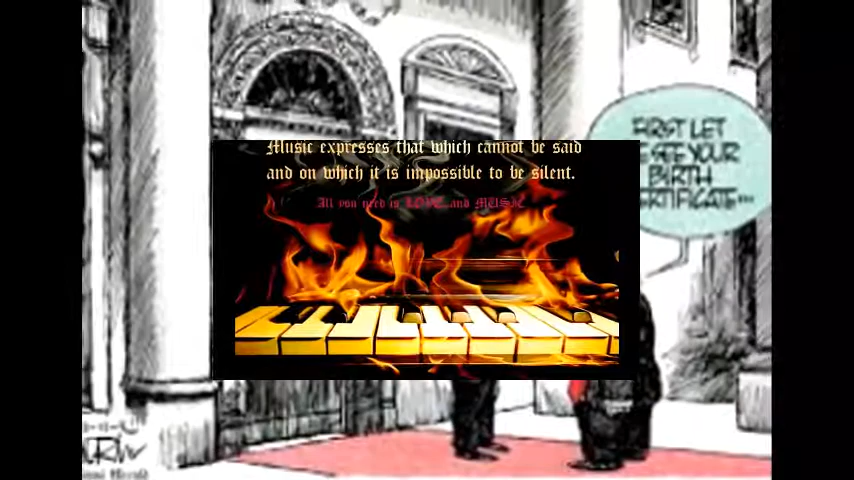 FIRST LET
SEE YOUR
BIRTH
Music expresses that which cannot be said
and on which it is impossible to be silent.
All you need is LOVE and MUSIC